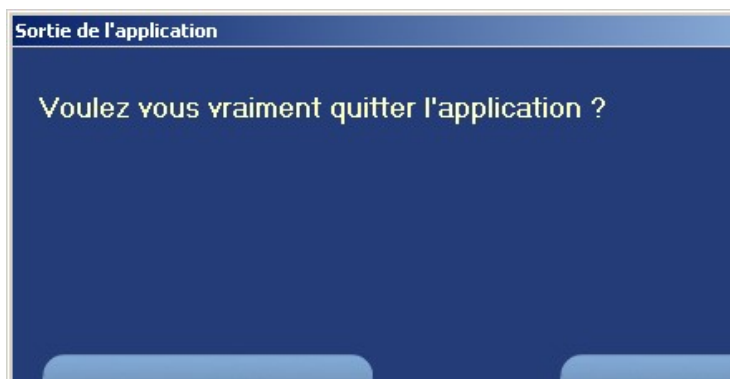 Sortie de l'application
Voulez vous vraiment quitter l'application ?